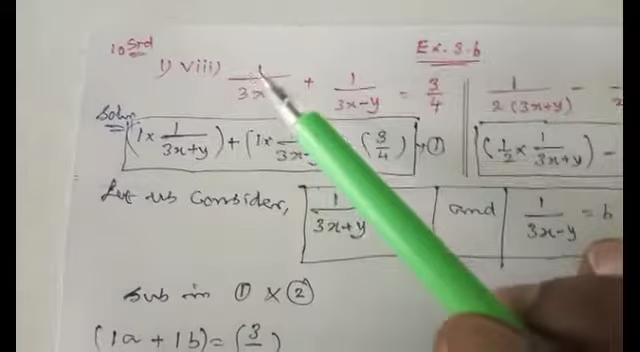 10 Std
Ex. 3.b
1) viii) 1/3x + 1/(3x-y) = 3/4 || 1/2(3x+y) -
Soln:
(1 × 1/(3x+y)) + (1 × 1/3x-y (3/4) → ① (1/2 × 1/(3x+y)) -
Let us Consider, 1/(3x+y) and 1/(3x-y) = b
Sub in ① × ②
(1a + 1b) = (3/ )